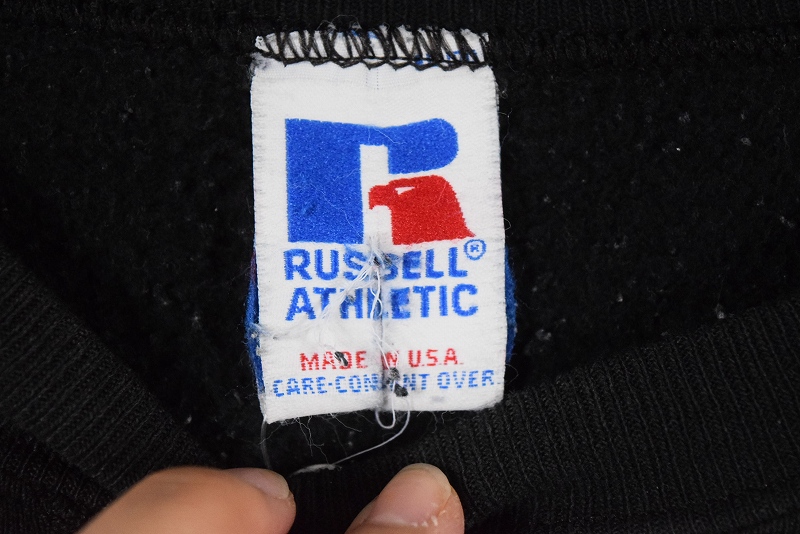 RUSSELL®
ATHLETIC
MADE IN U.S.A.
CARE-CONTENT OVER